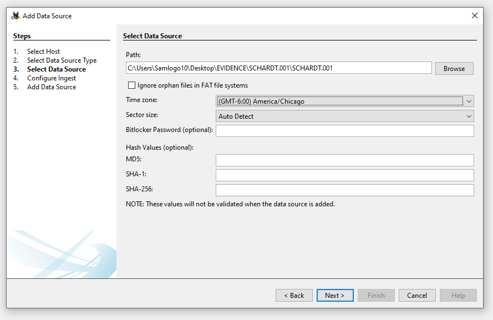 Add Data Source
Steps
1. Select Host
2. Select Data Source Type
3. Select Data Source
4. Configure Ingest
5. Add Data Source
Select Data Source
Path:
C:\Users\Samlogo10\Desktop\EVIDENCE\SCHARDT.001\SCHARDT.001
Browse
Ignore orphan files in FAT file systems
Time zone: (GMT-6:00) America/Chicago
Sector size: Auto Detect
Bitlocker Password (optional):
Hash Values (optional):
MD5:
SHA-1:
SHA-256:
NOTE: These values will not be validated when the data source is added.
< Back Next > Finish Cancel Help